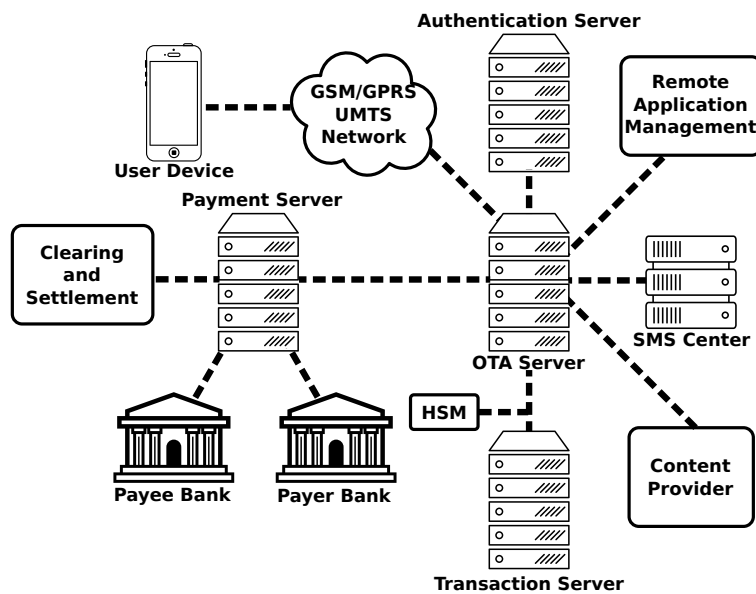 Authentication Server
GSM/GPRS
UMTS
Network
Remote
Application
Management
User Device
Payment Server
Clearing
and
Settlement
SMS Center
OTA Server
HSM
Payee Bank
Payer Bank
Content
Provider
Transaction Server